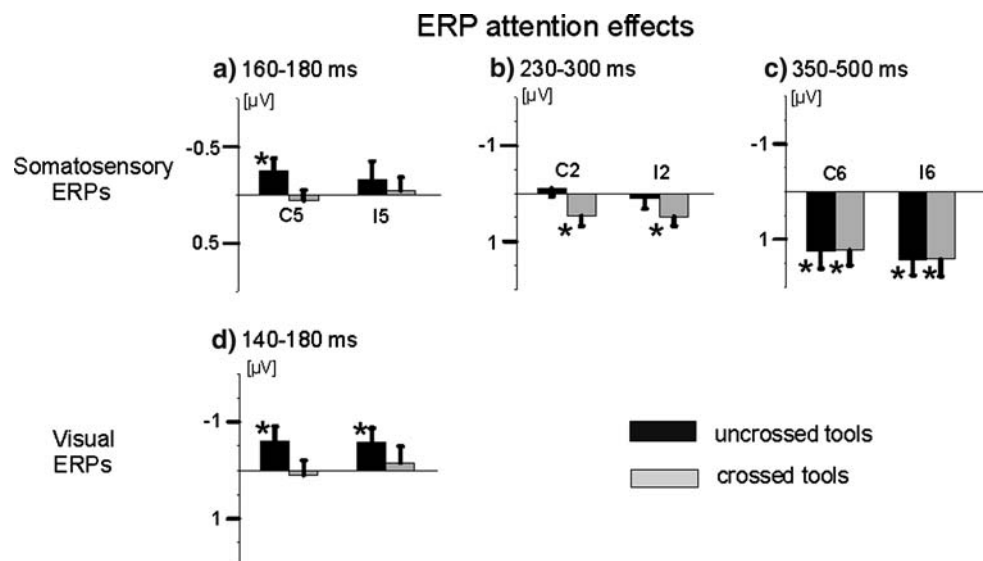 ERP attention effects
a) 160-180 ms
b) 230-300 ms
c) 350-500 ms
[µV]
[µV]
[µV]
-0.5
-1
-1
Somatosensory
ERPs
*
C5
I5
C2
I2
C6
I6
0.5
1
1
* *
* * * *
d) 140-180 ms
[µV]
-1
* *
Visual
ERPs
1
uncrossed tools
crossed tools